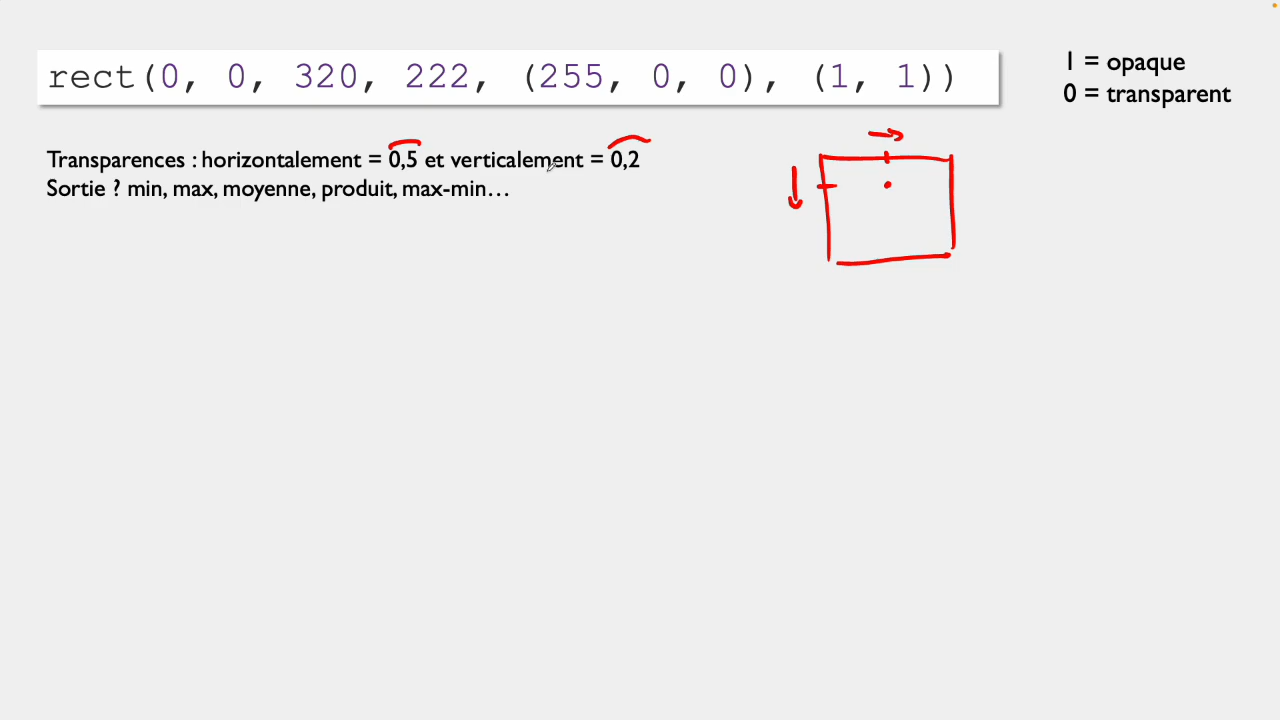 rect(0, 0, 320, 222, (255, 0, 0), (1, 1))
1 = opaque
0 = transparent
Transparences : horizontalement = 0,5 et verticalement = 0,2
Sortie ? min, max, moyenne, produit, max-min…